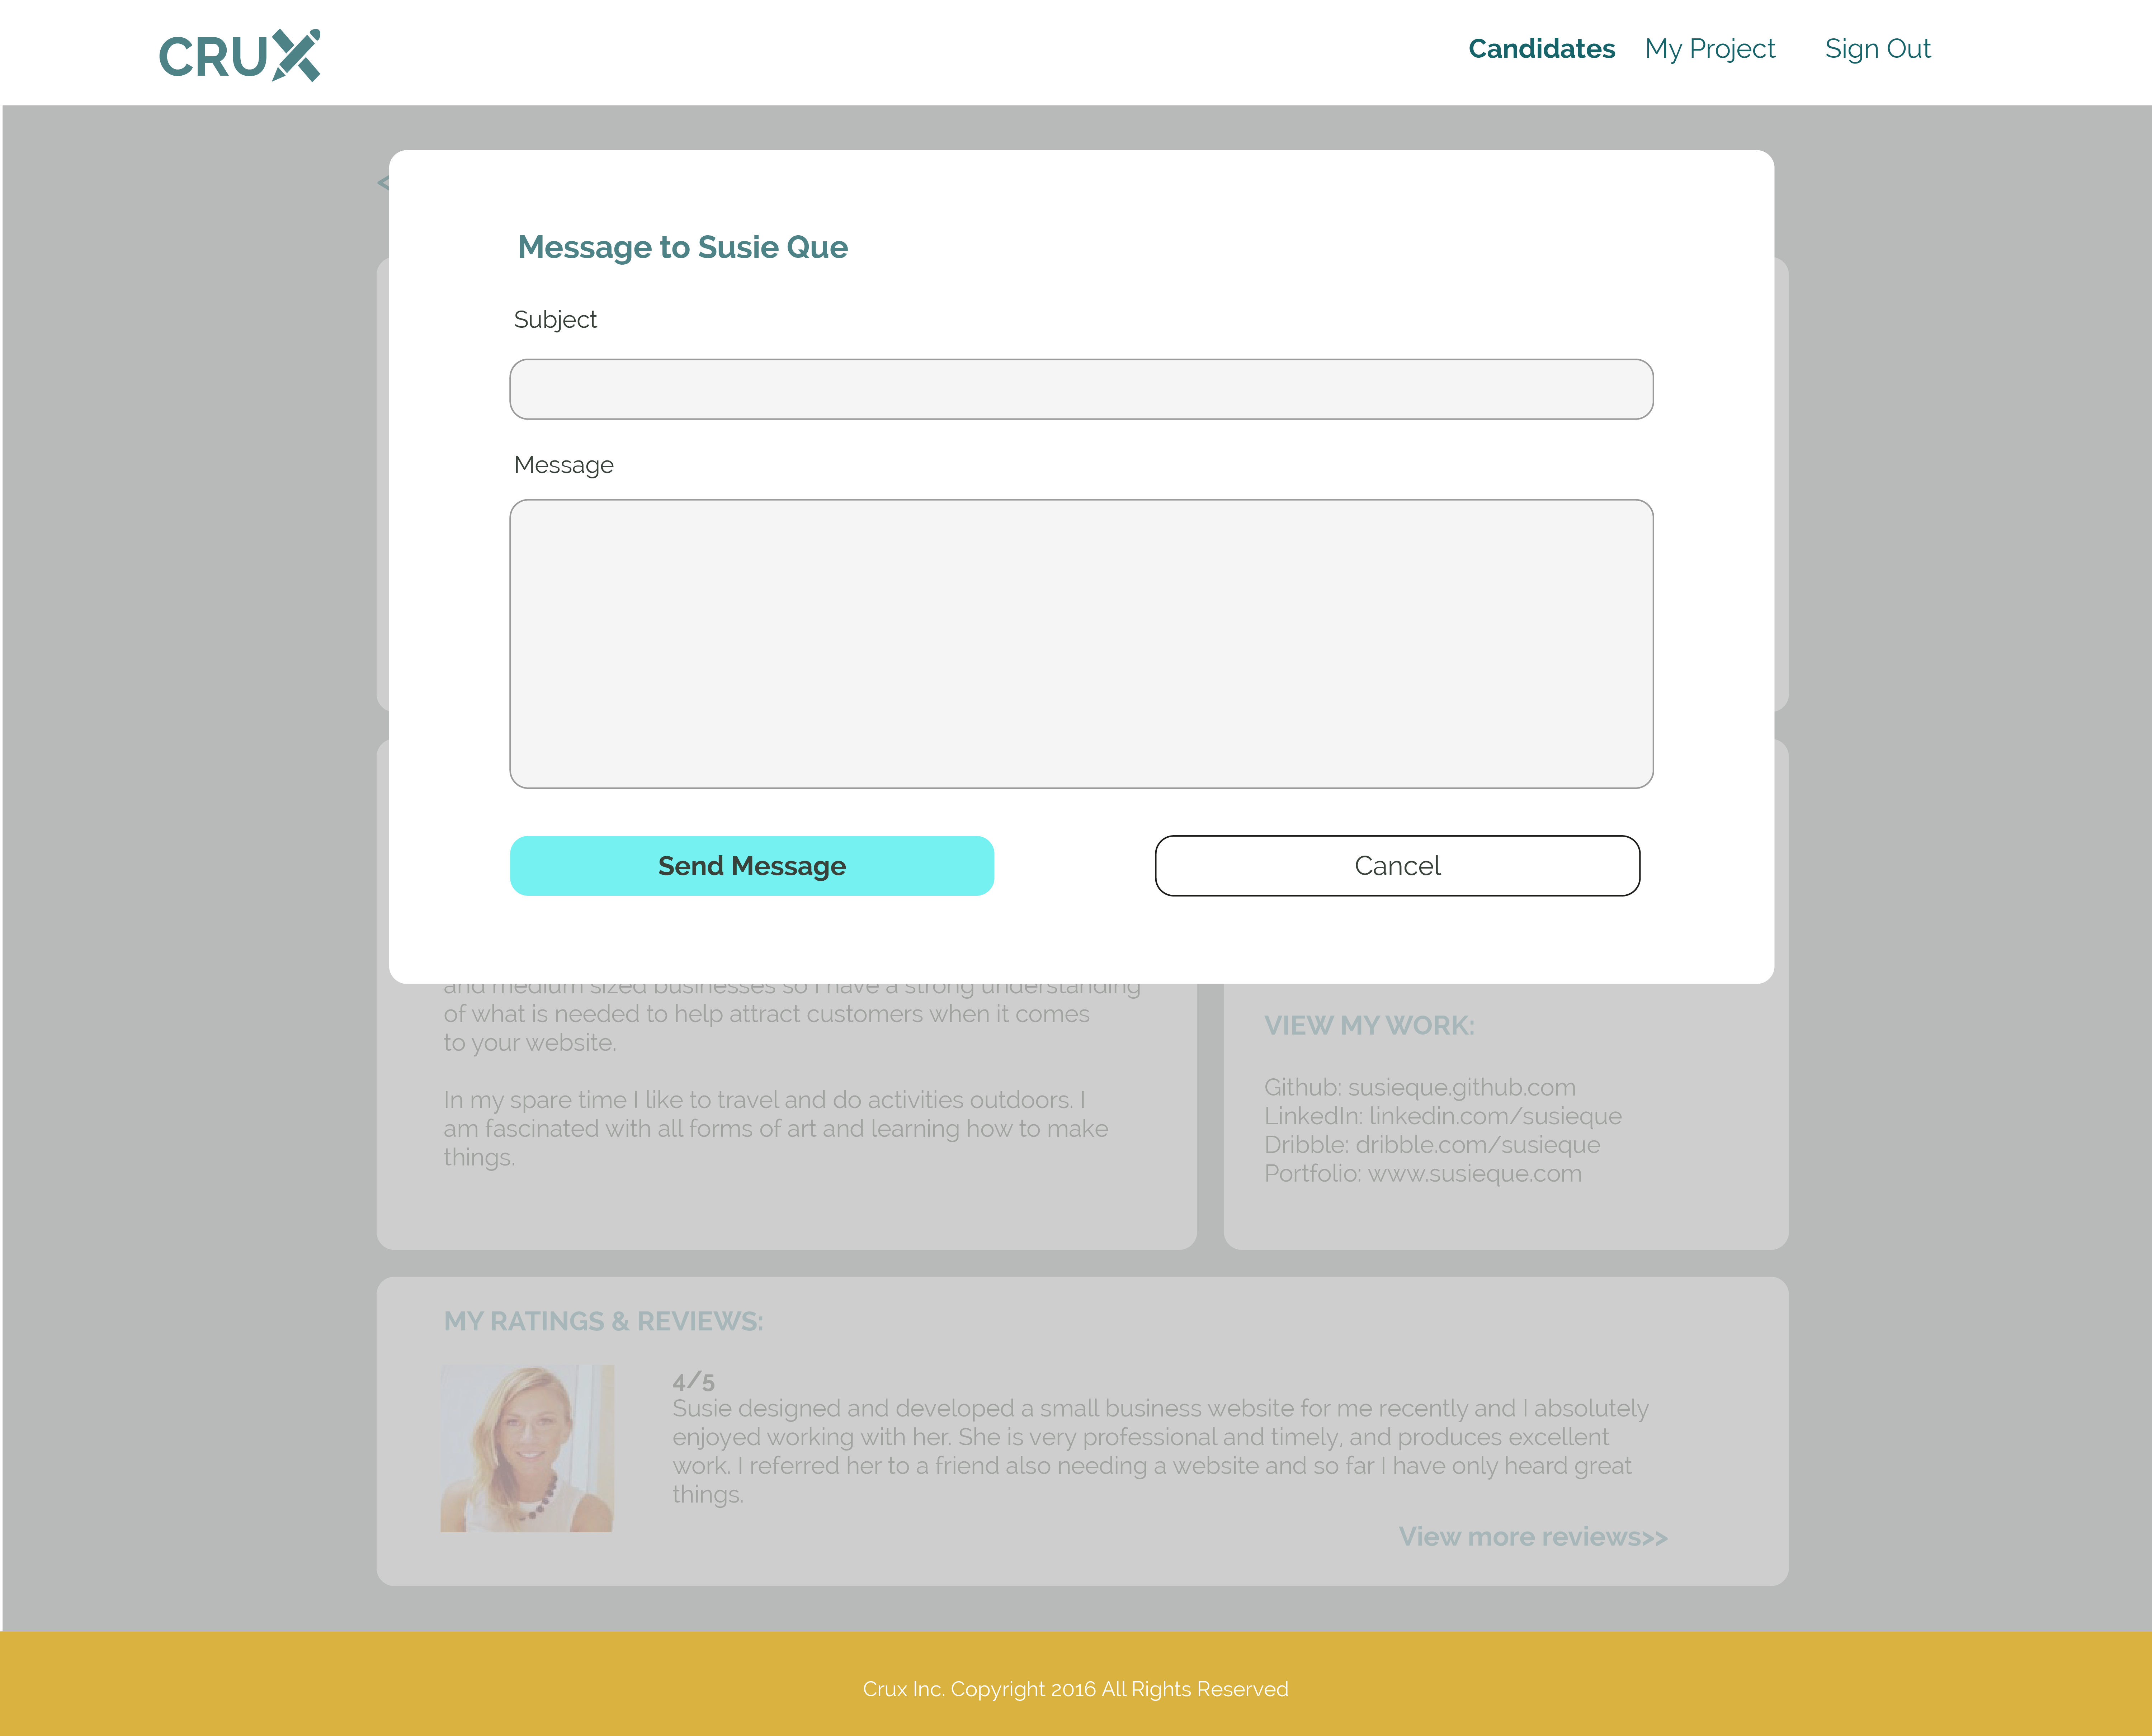 CRUX
Candidates My Project Sign Out
<
Message to Susie Que
Subject
Message
Send Message Cancel
and medium sized businesses so I have a strong understanding
of what is needed to help attract customers when it comes
to your website.
In my spare time I like to travel and do activities outdoors. I
am fascinated with all forms of art and learning how to make
things.
VIEW MY WORK:
Github: susieque.github.com
LinkedIn: linkedin.com/susieque
Dribble: dribble.com/susieque
Portfolio: www.susieque.com
MY RATINGS & REVIEWS:
4/5
Susie designed and developed a small business website for me recently and I absolutely
enjoyed working with her. She is very professional and timely, and produces excellent
work. I referred her to a friend also needing a website and so far I have only heard great
things.
View more reviews>>
Crux Inc. Copyright 2016 All Rights Reserved